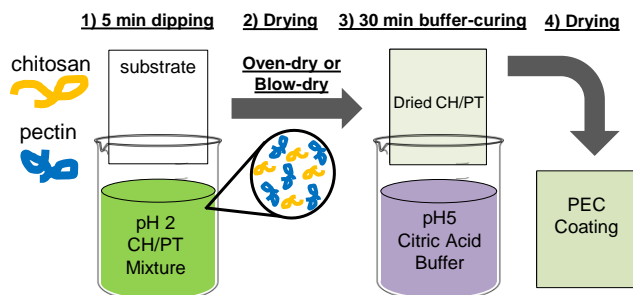 1) 5 min dipping
2) Drying
3) 30 min buffer-curing
4) Drying
chitosan
pectin
substrate
pH 2
CH/PT
Mixture
Oven-dry or
Blow-dry
Dried CH/PT
pH5
Citric Acid
Buffer
PEC
Coating